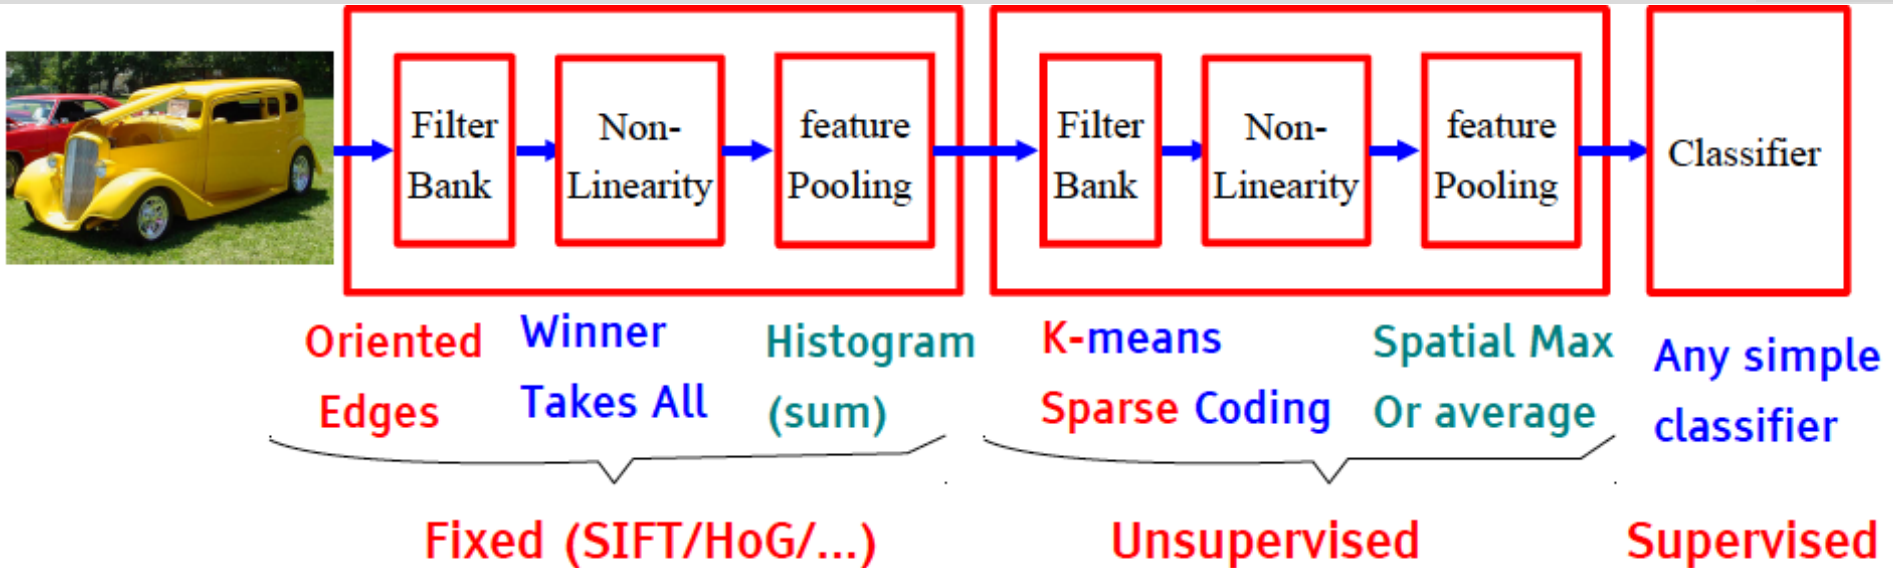 Filter
Bank
Non-
Linearity
feature
Pooling
Filter
Bank
Non-
Linearity
feature
Pooling
Classifier
Oriented
Edges
Winner
Takes All
Histogram
(sum)
K-means
Sparse Coding
Spatial Max
Or average
Any simple
classifier
Fixed (SIFT/HoG/...)
Unsupervised
Supervised